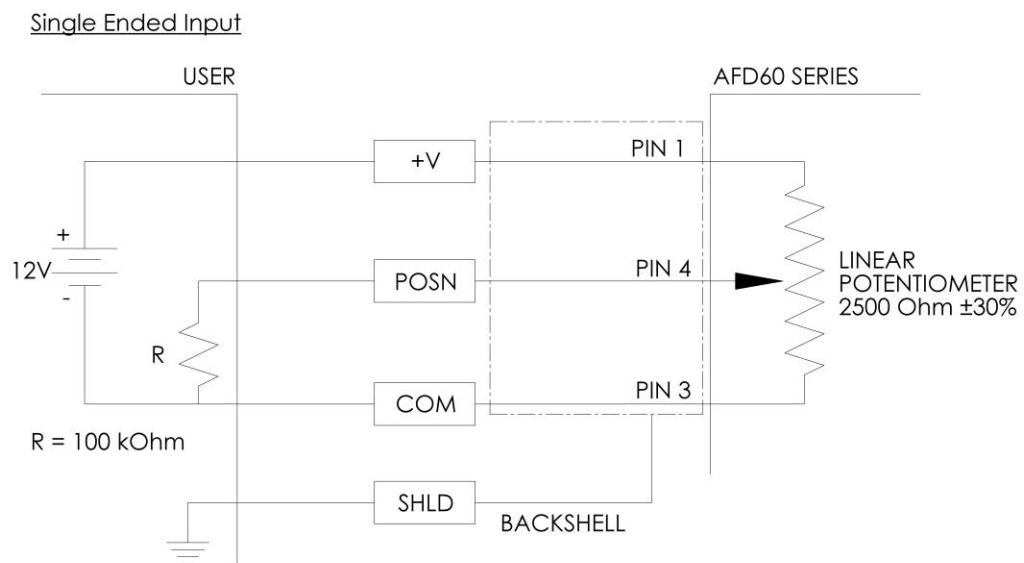 Single Ended Input
USER
AFD60 SERIES
+V
PIN 1
+
12V
-
POSN
PIN 4
LINEAR
POTENTIOMETER
2500 Ohm ±30%
R
COM
PIN 3
R = 100 kOhm
SHLD
BACKSHELL